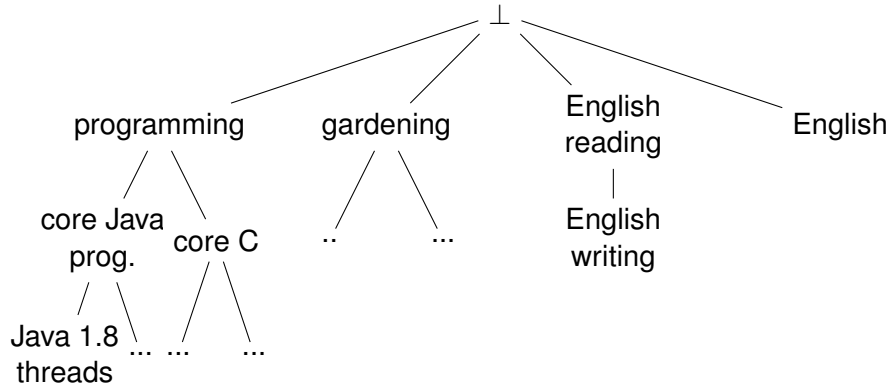 ⊥
programming
gardening
English
reading
English
core Java
prog.
core C
..
...
English
writing
Java 1.8
threads
...
...
...